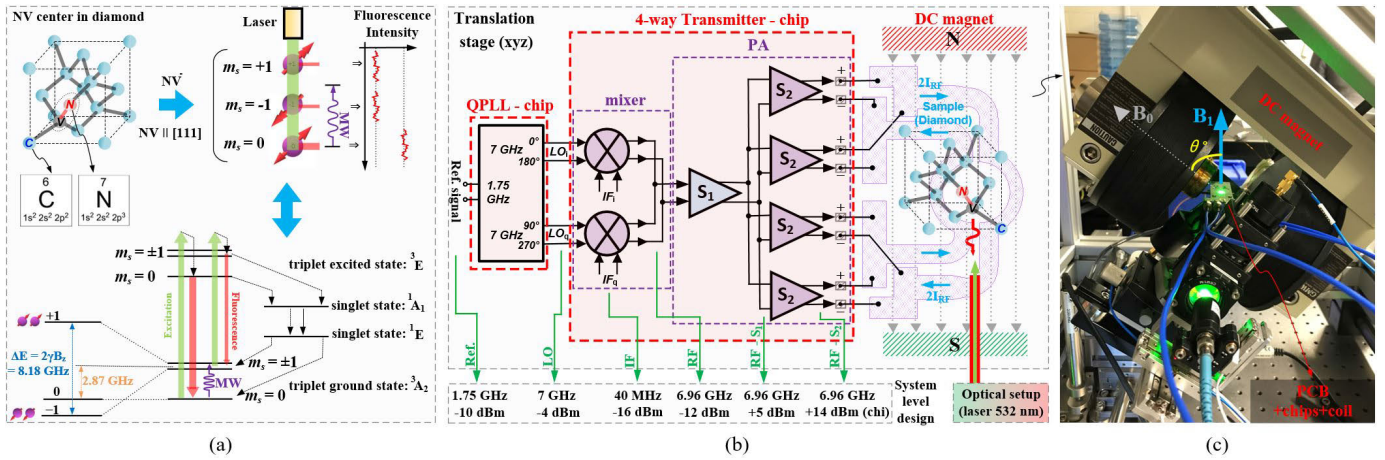 NV center in diamond
Laser
Fluorescence
Intensity
mₛ = +1
NV⁻
mₛ = -1
NV || [111]
MW
mₛ = 0
N
V
C
6
C
1s² 2s² 2p²
7
N
1s² 2s² 2p³
mₛ = ±1
mₛ = 0
triplet excited state: ³E
singlet state: ¹A₁
singlet state: ¹E
Excitation
Fluorescence
+1
ΔE = 2γB𝓏
= 8.18 GHz
2.87 GHz
mₛ = ±1
MW
triplet ground state: ³A₂
0
mₛ = 0
−1
(a)
Translation
stage (xyz)
4-way Transmitter - chip
DC magnet
N
PA
QPLL - chip
mixer
Ref. signal
7 GHz
0°
180°
LOᵢ
1.75
GHz
7 GHz
90°
270°
LO_q
IFᵢ
IF_q
S₁
S₂
S₂
S₂
S₂
+
−
+
−
+
−
+
−
2I_RF
Sample
(Diamond)
N
V
C
2I_RF
S
Ref.
LO
IF
RF
RF - S₁
RF - S₂
1.75 GHz
-10 dBm
7 GHz
-4 dBm
40 MHz
-16 dBm
6.96 GHz
-12 dBm
6.96 GHz
+5 dBm
6.96 GHz
+14 dBm (chi)
System
level
design
Optical setup
(laser 532 nm)
(b)
DC magnet
B₀
B₁
θ°
PCB
+chips+coil
(c)